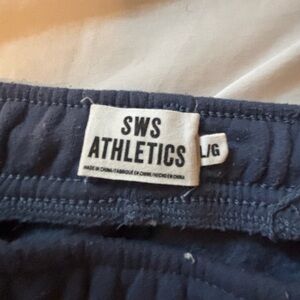 SWS
ATHLETICS
L/G
MADE IN CHINA/FABRIQUÉ EN CHINE/HECHO EN CHINA